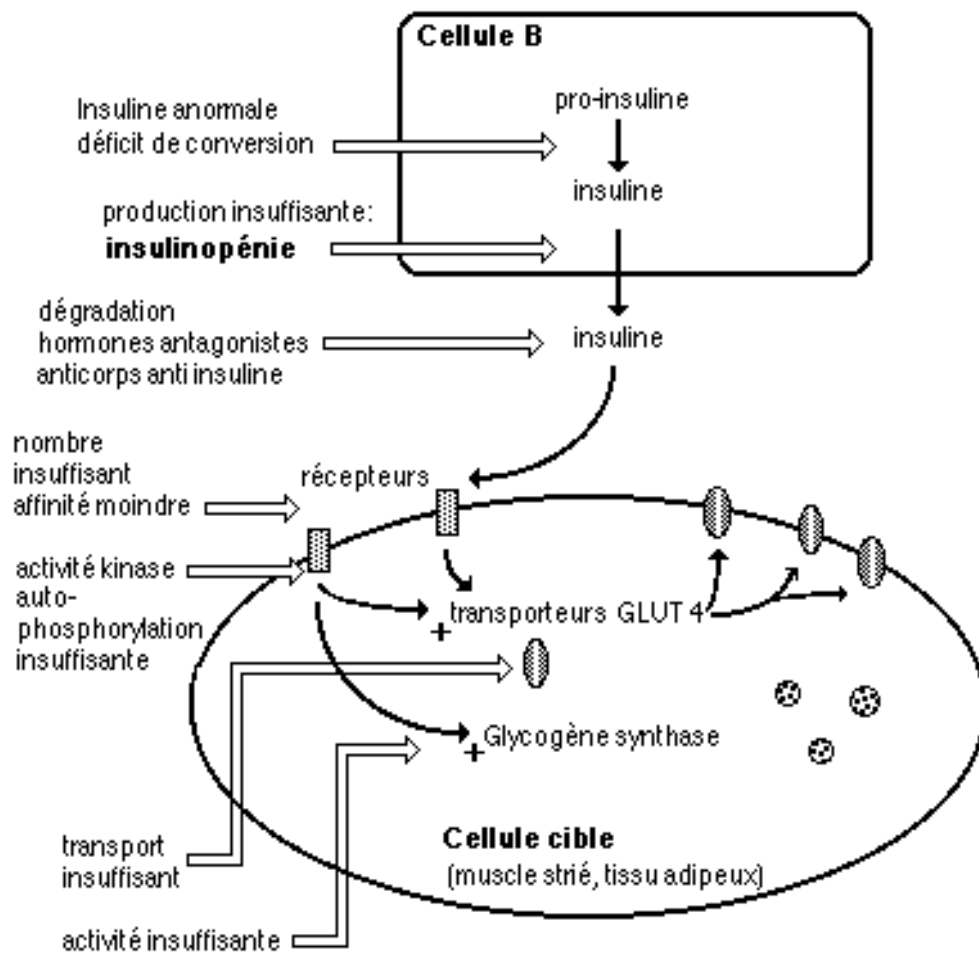 Cellule B
pro-insuline
Insuline anormale
déficit de conversion
insuline
production insuffisante:
insulinopénie
dégradation
hormones antagonistes
anticorps anti insuline
insuline
nombre
insuffisant
affinité moindre
récepteurs
activité kinase
auto-
phosphorylation
insuffisante
+
transporteurs GLUT 4
+
Glycogène synthase
Cellule cible
(muscle strié, tissu adipeux)
transport
insuffisant
activité insuffisante